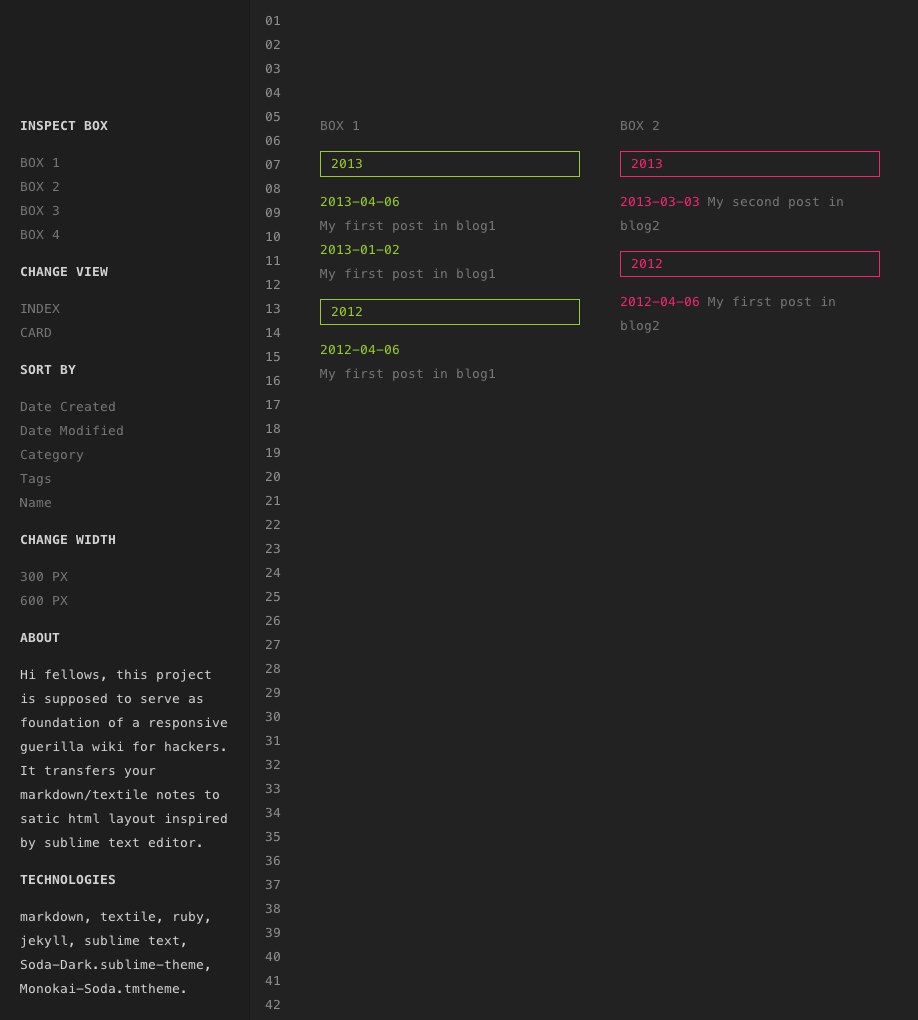 INSPECT BOX
BOX 1
BOX 2
BOX 3
BOX 4
CHANGE VIEW
INDEX
CARD
SORT BY
Date Created
Date Modified
Category
Tags
Name
CHANGE WIDTH
300 PX
600 PX
ABOUT
Hi fellows, this project
is supposed to serve as
foundation of a responsive
guerilla wiki for hackers.
It transfers your
markdown/textile notes to
satic html layout inspired
by sublime text editor.
TECHNOLOGIES
markdown, textile, ruby,
jekyll, sublime text,
Soda-Dark.sublime-theme,
Monokai-Soda.tmtheme.
01
02
03
04
05
06
07
08
09
10
11
12
13
14
15
16
17
18
19
20
21
22
23
24
25
26
27
28
29
30
31
32
33
34
35
36
37
38
39
40
41
42
BOX 1
2013
2013-04-06
My first post in blog1
2013-01-02
My first post in blog1
2012
2012-04-06
My first post in blog1
BOX 2
2013
2013-03-03 My second post in
blog2
2012
2012-04-06 My first post in
blog2